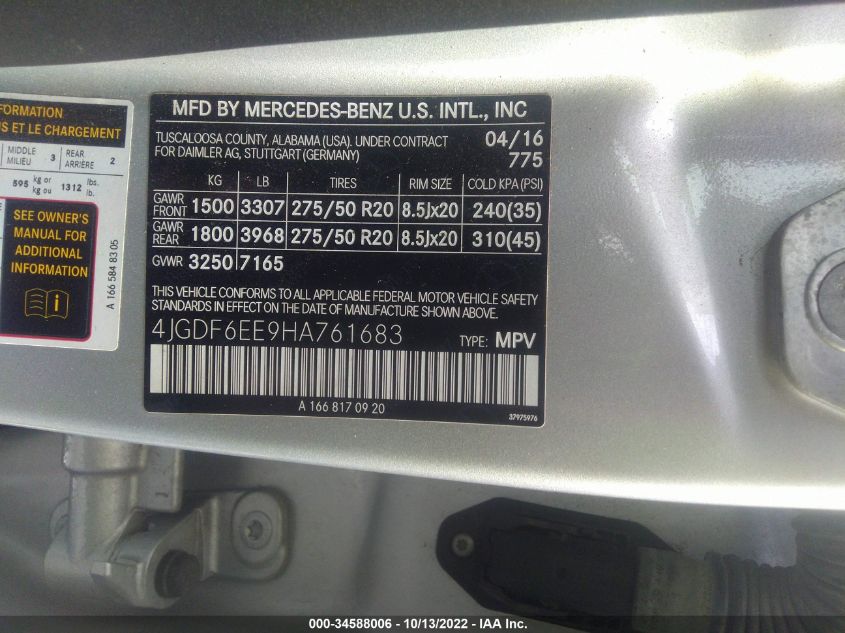 FORMATION
US ET LE CHARGEMENT
MIDDLE
MILIEU 3 REAR
ARRIÈRE 2
595 kg or
kg ou 1312 lbs.
lb.
SEE OWNER'S
MANUAL FOR
ADDITIONAL
INFORMATION
A 166 584 83 05
MFD BY MERCEDES-BENZ U.S. INTL., INC
TUSCALOOSA COUNTY, ALABAMA (USA). UNDER CONTRACT
FOR DAIMLER AG, STUTTGART (GERMANY)
04/16
775
KG LB TIRES RIM SIZE COLD KPA (PSI)
GAWR
FRONT 1500 3307 275/50 R20 8.5Jx20 240(35)
GAWR
REAR 1800 3968 275/50 R20 8.5Jx20 310(45)
GVWR 3250 7165
THIS VEHICLE CONFORMS TO ALL APPLICABLE FEDERAL MOTOR VEHICLE SAFETY
STANDARDS IN EFFECT ON THE DATE OF MANUFACTURE SHOWN ABOVE.
4JGDF6EE9HA761683 TYPE: MPV
A 166 817 09 20
37975976
000-34588006 - 10/13/2022 - IAA Inc.